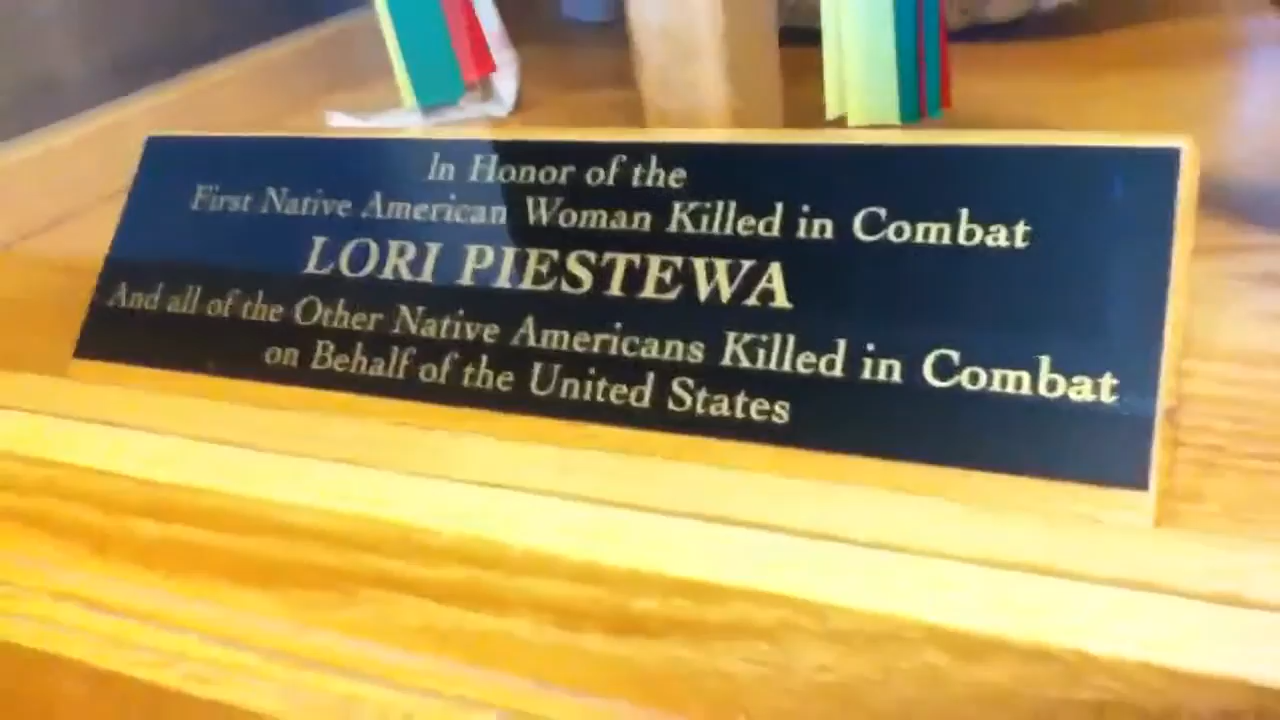 In Honor of the
First Native American Woman Killed in Combat
LORI PIESTEWA
And all of the Other Native Americans Killed in Combat
on Behalf of the United States